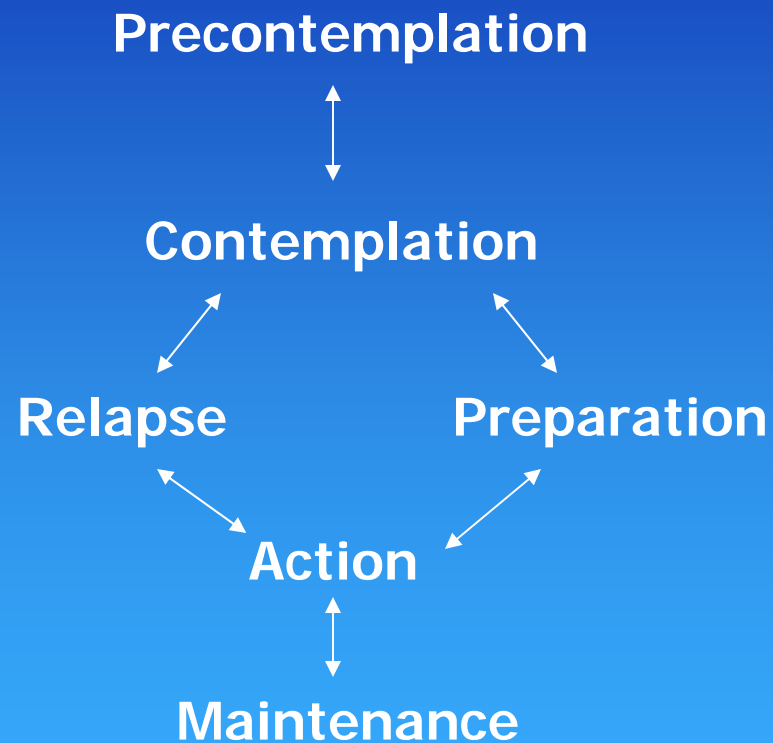 Precontemplation
Contemplation
Relapse Preparation
Action
Maintenance